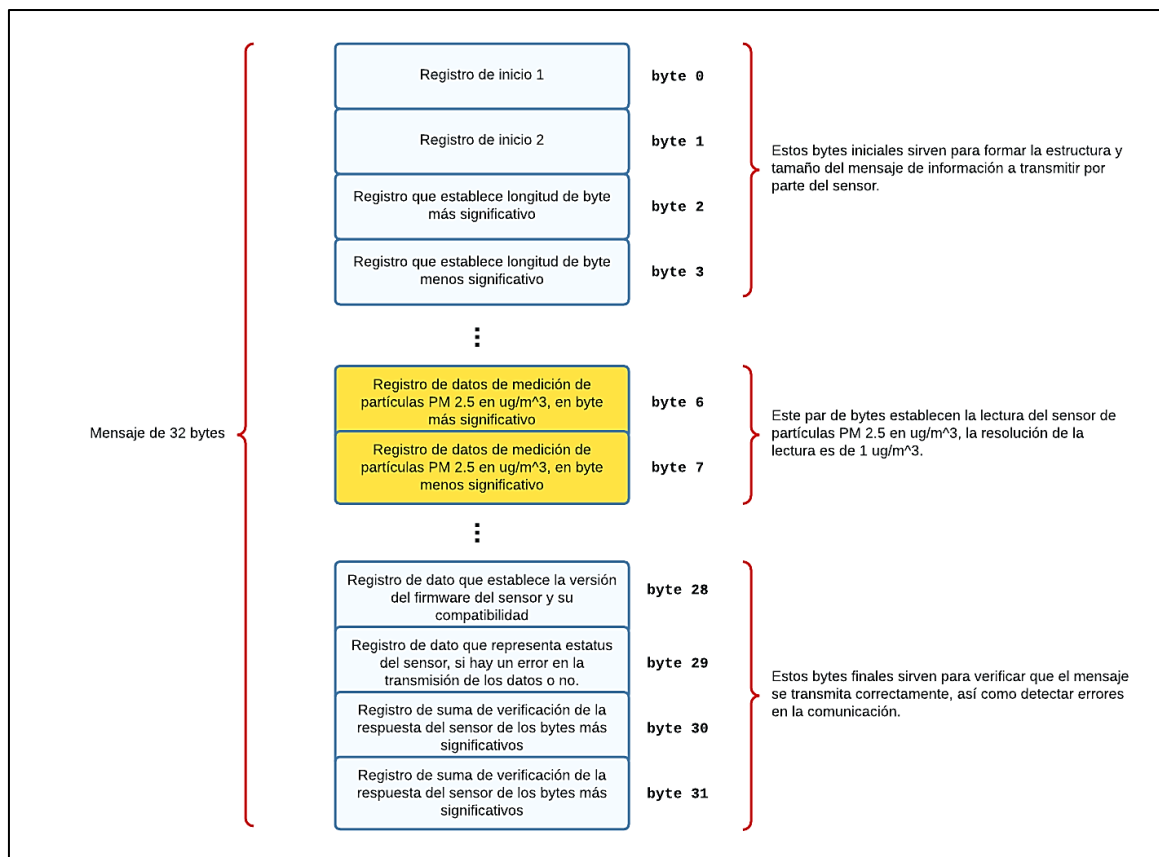 Registro de inicio 1
byte 0
Registro de inicio 2
byte 1
Registro que establece longitud de byte
más significativo
byte 2
Registro que establece longitud de byte
menos significativo
byte 3
Estos bytes iniciales sirven para formar la estructura y
tamaño del mensaje de información a transmitir por
parte del sensor.
Mensaje de 32 bytes
Registro de datos de medición de
partículas PM 2.5 en ug/m^3, en byte
más significativo
byte 6
Registro de datos de medición de
partículas PM 2.5 en ug/m^3, en byte
menos significativo
byte 7
Este par de bytes establecen la lectura del sensor de
partículas PM 2.5 en ug/m^3, la resolución de la
lectura es de 1 ug/m^3.
Registro de dato que establece la versión
del firmware del sensor y su
compatibilidad
byte 28
Registro de dato que representa estatus
del sensor, si hay un error en la
transmisión de los datos o no.
byte 29
Registro de suma de verificación de la
respuesta del sensor de los bytes más
significativos
byte 30
Registro de suma de verificación de la
respuesta del sensor de los bytes más
significativos
byte 31
Estos bytes finales sirven para verificar que el mensaje
se transmita correctamente, así como detectar errores
en la comunicación.